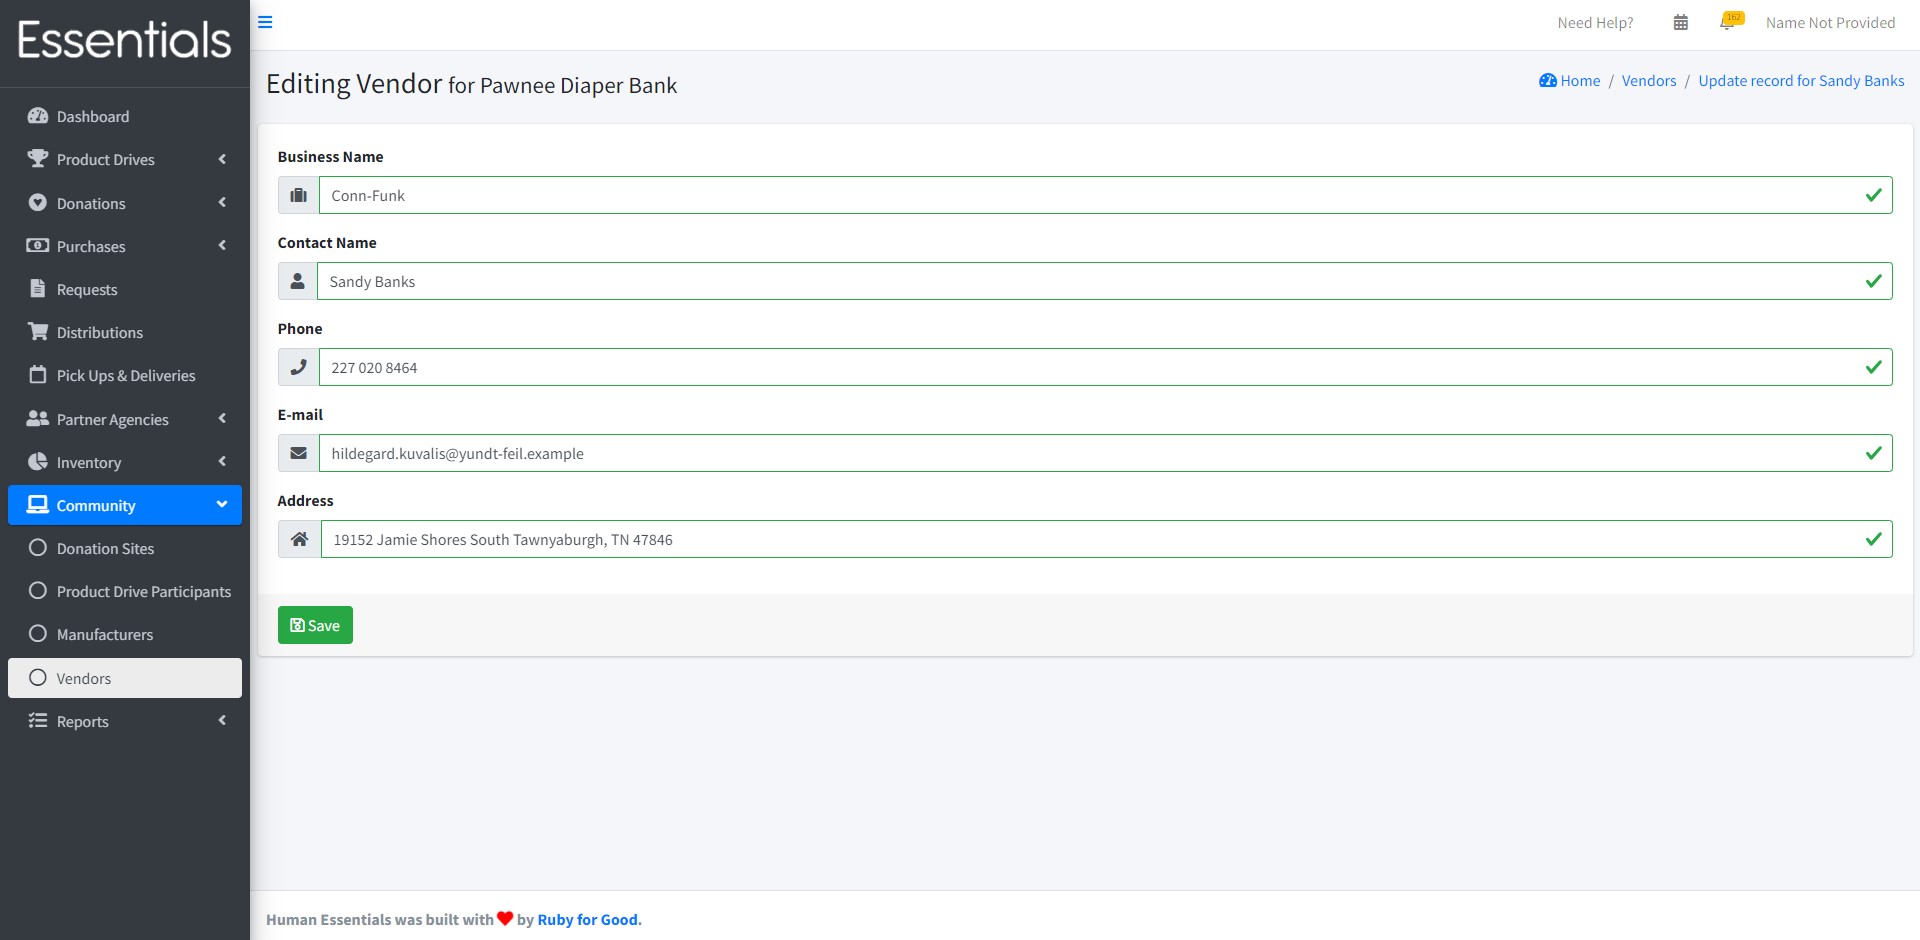 Essentials
Need Help?
162
Name Not Provided
Dashboard
Product Drives
Donations
Purchases
Requests
Distributions
Pick Ups & Deliveries
Partner Agencies
Inventory
Community
Donation Sites
Product Drive Participants
Manufacturers
Vendors
Reports
Editing Vendor for Pawnee Diaper Bank
Home / Vendors / Update record for Sandy Banks
Business Name
Conn-Funk
Contact Name
Sandy Banks
Phone
227 020 8464
E-mail
hildegard.kuvalis@yundt-feil.example
Address
19152 Jamie Shores South Tawnyaburgh, TN 47846
Save
Human Essentials was built with by Ruby for Good.